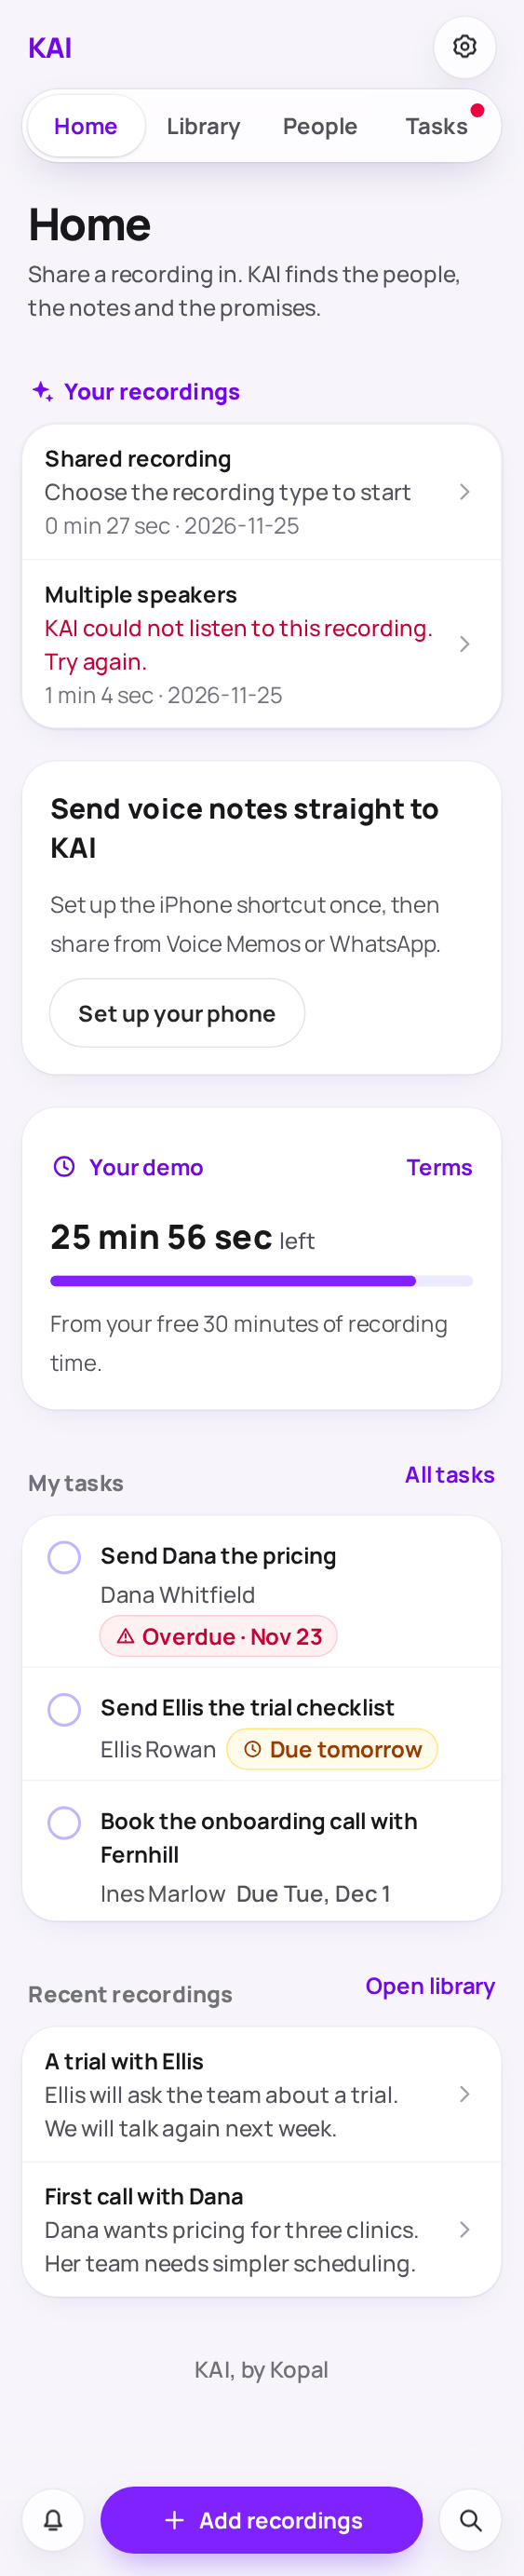 KAI
Home Library People Tasks
Home
Share a recording in. KAI finds the people,
the notes and the promises.
Your recordings
Shared recording
Choose the recording type to start
0 min 27 sec · 2026-11-25
Multiple speakers
KAI could not listen to this recording.
Try again.
1 min 4 sec · 2026-11-25
Send voice notes straight to
KAI
Set up the iPhone shortcut once, then
share from Voice Memos or WhatsApp.
Set up your phone
Your demo Terms
25 min 56 sec left
From your free 30 minutes of recording
time.
My tasks All tasks
Send Dana the pricing
Dana Whitfield
Overdue · Nov 23
Send Ellis the trial checklist
Ellis Rowan Due tomorrow
Book the onboarding call with
Fernhill
Ines Marlow Due Tue, Dec 1
Recent recordings Open library
A trial with Ellis
Ellis will ask the team about a trial.
We will talk again next week.
First call with Dana
Dana wants pricing for three clinics.
Her team needs simpler scheduling.
KAI, by Kopal
Add recordings